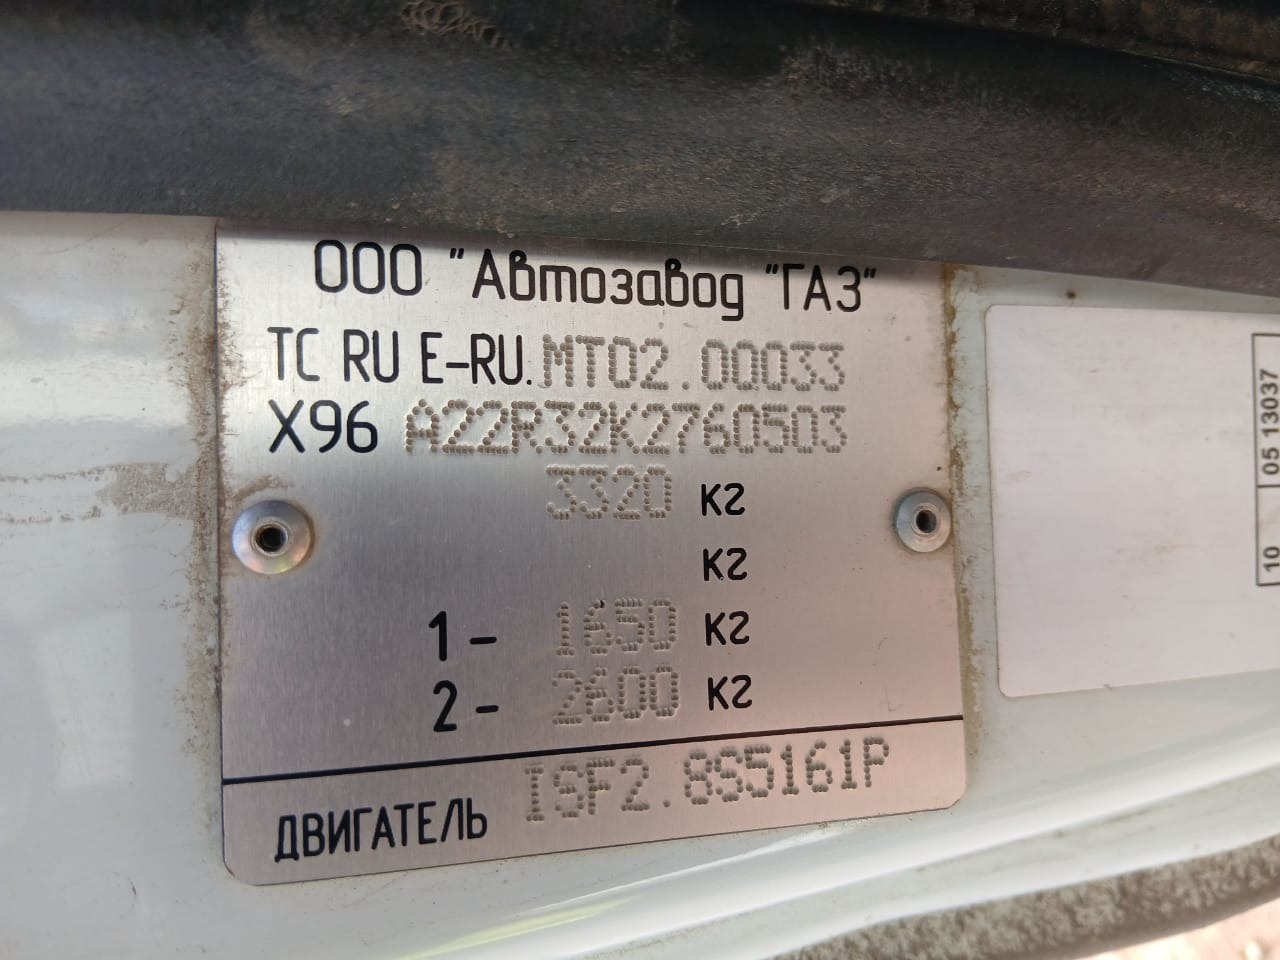 ООО "Автозавод "ГАЗ"
ТС RU E-RU.МТ02.00033
X96 A22R32K2760503
3320 кг
кг
1 - 1650 кг
2 - 2600 кг
ДВИГАТЕЛЬ ISF2.8S5161P
10 05 13037